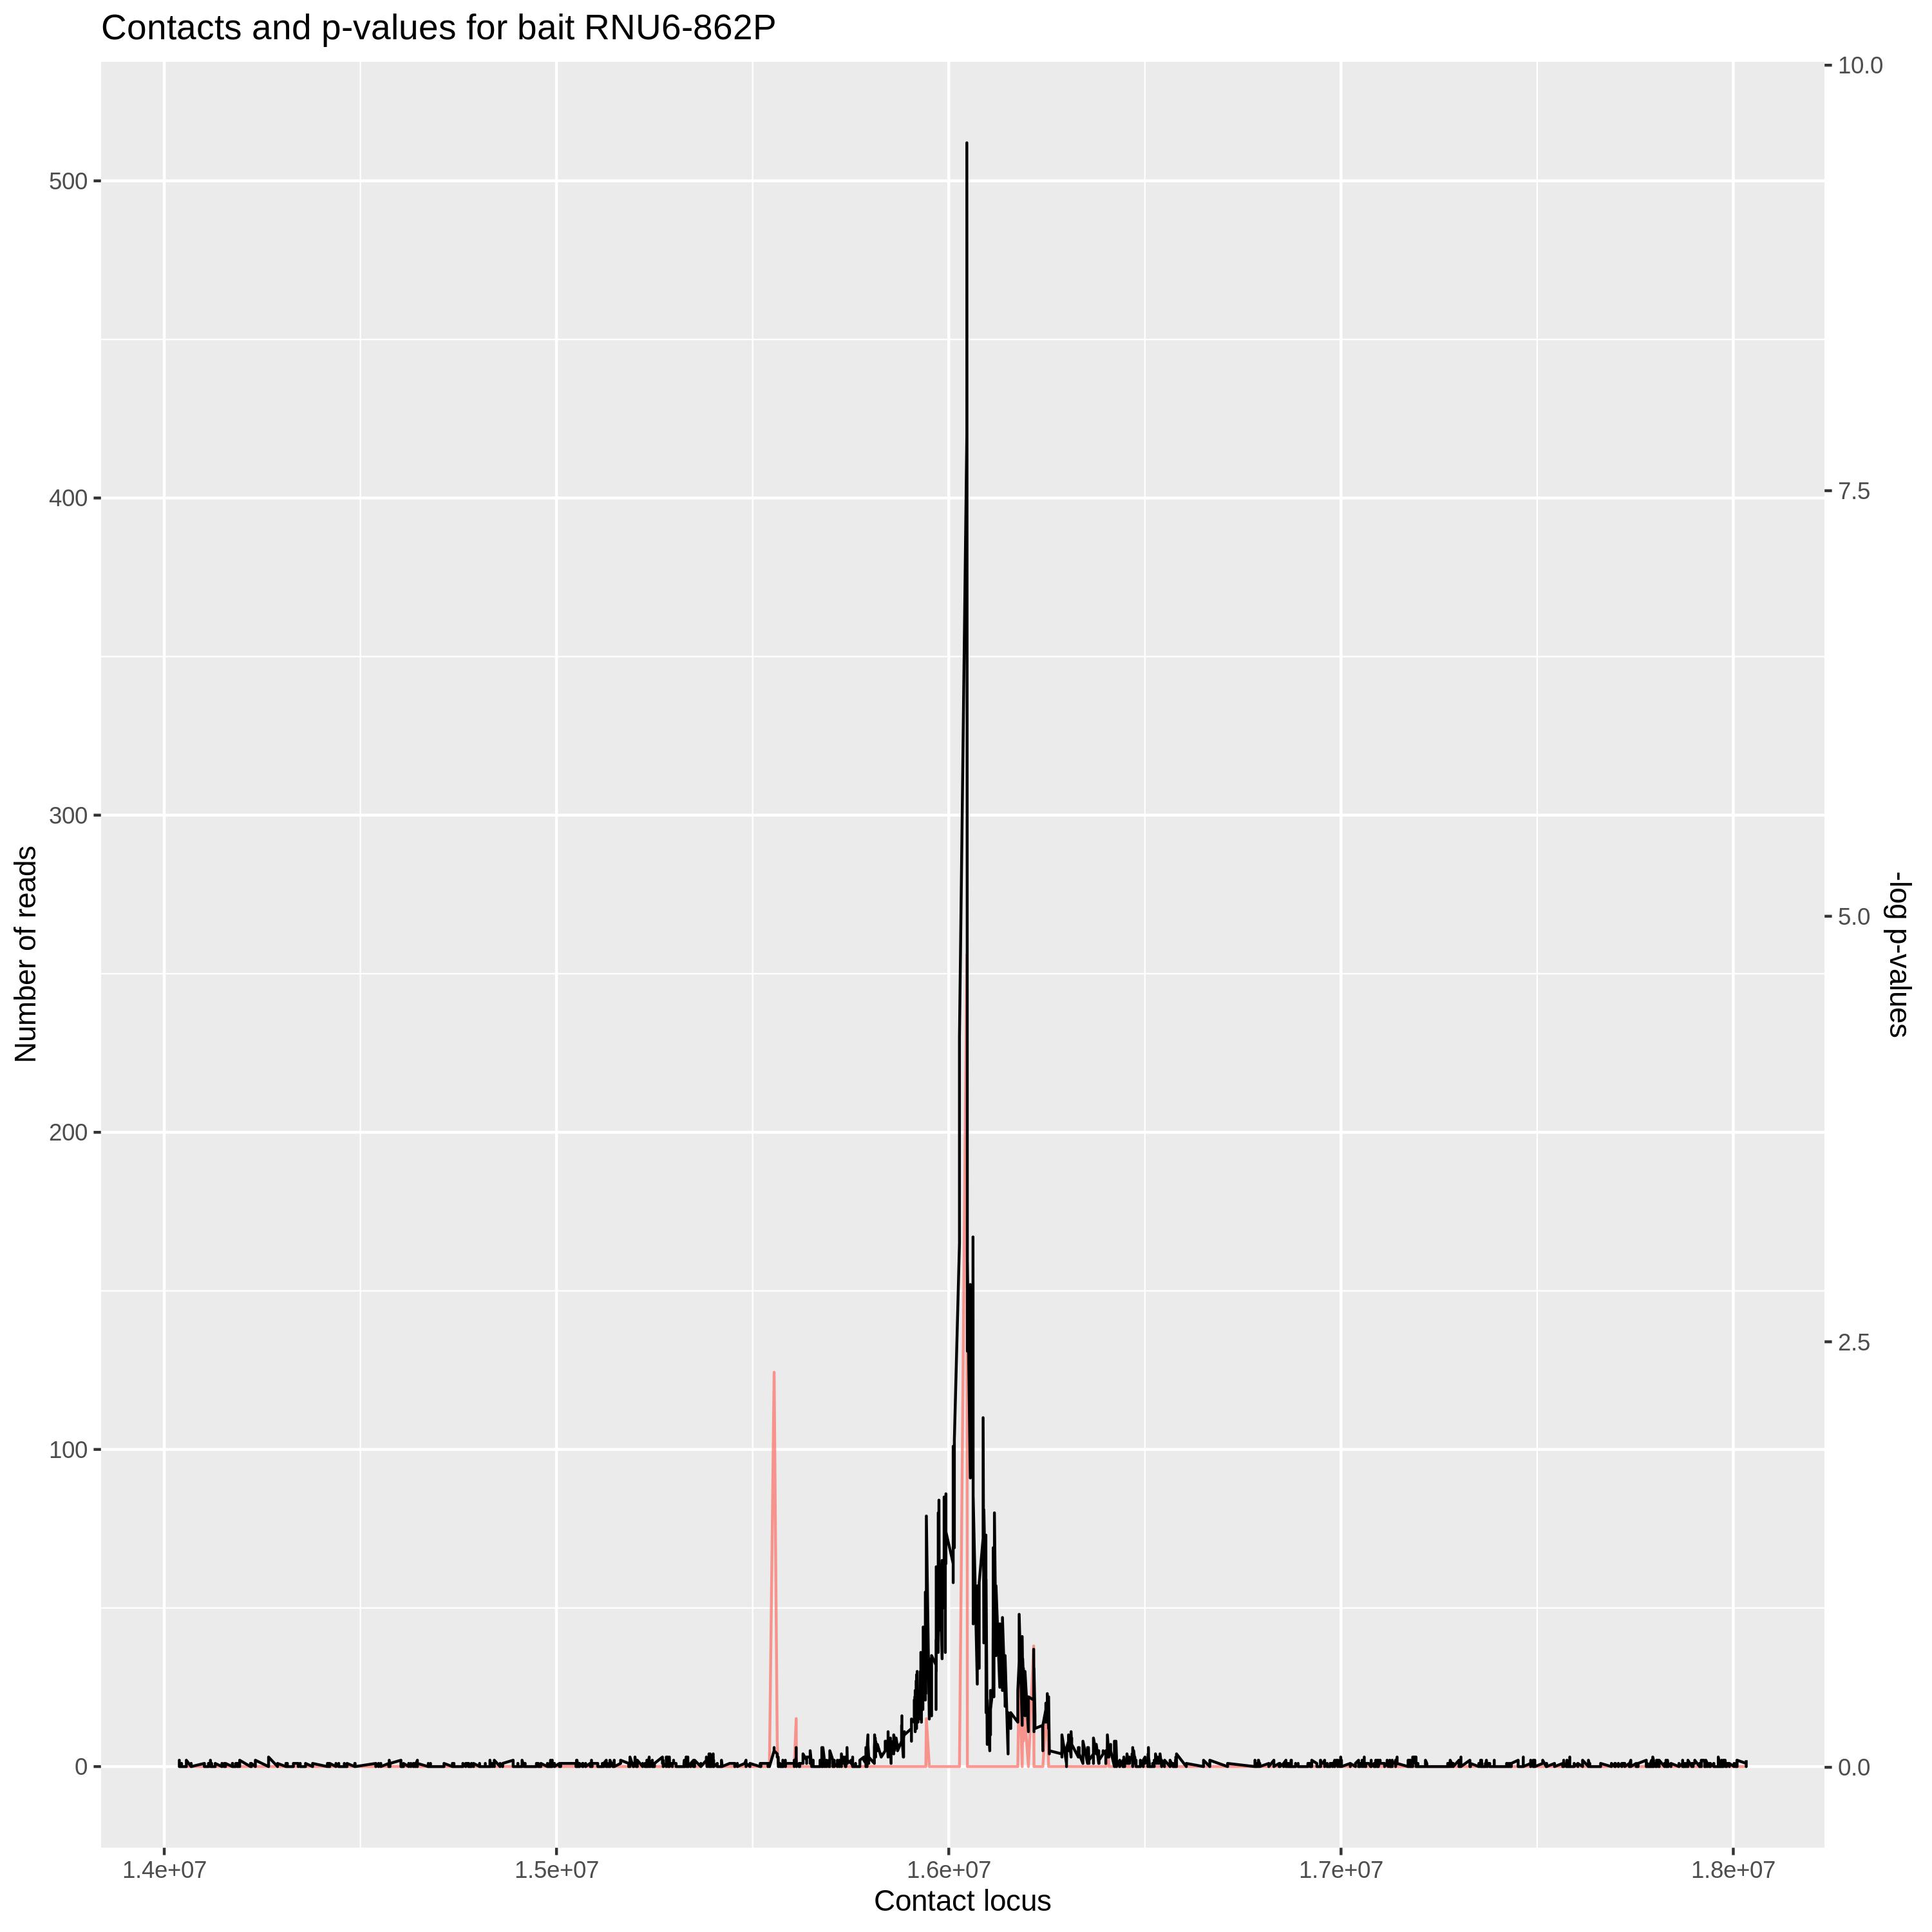 Contacts and p-values for bait RNU6-862P
10.0
500
400
7.5
300
Number of reads
-log p-values
5.0
200
2.5
100
0
0.0
1.4e+07
1.5e+07
1.6e+07
1.7e+07
1.8e+07
Contact locus